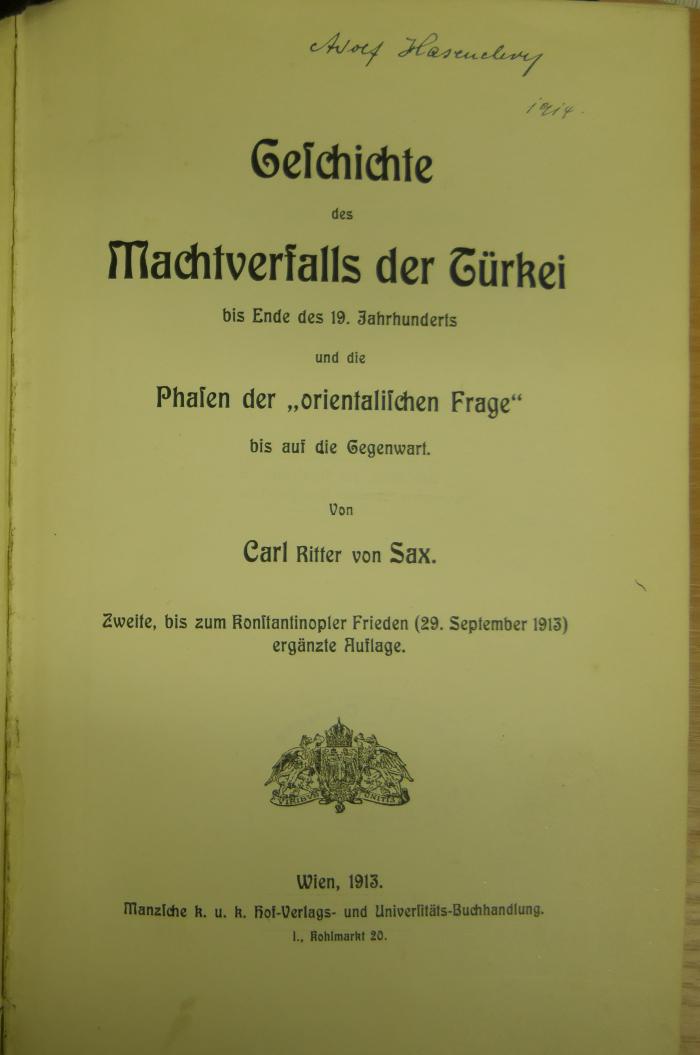 Adolf Hasenclever
1914.
Geſchichte
des
Machtverfalls der Türkei
bis Ende des 19. Jahrhunderts
und die
Phaſen der „orientaliſchen Frage“
bis auf die Gegenwart.
Von
Carl Ritter von Sax.
Zweite, bis zum Konſtantinopler Frieden (29. September 1913)
ergänzte Auflage.
VIRIBUS UNITIS
Wien, 1913.
Manzſche k. u. k. Hof-Verlags- und Univerſitäts-Buchhandlung.
I., Kohlmarkt 20.